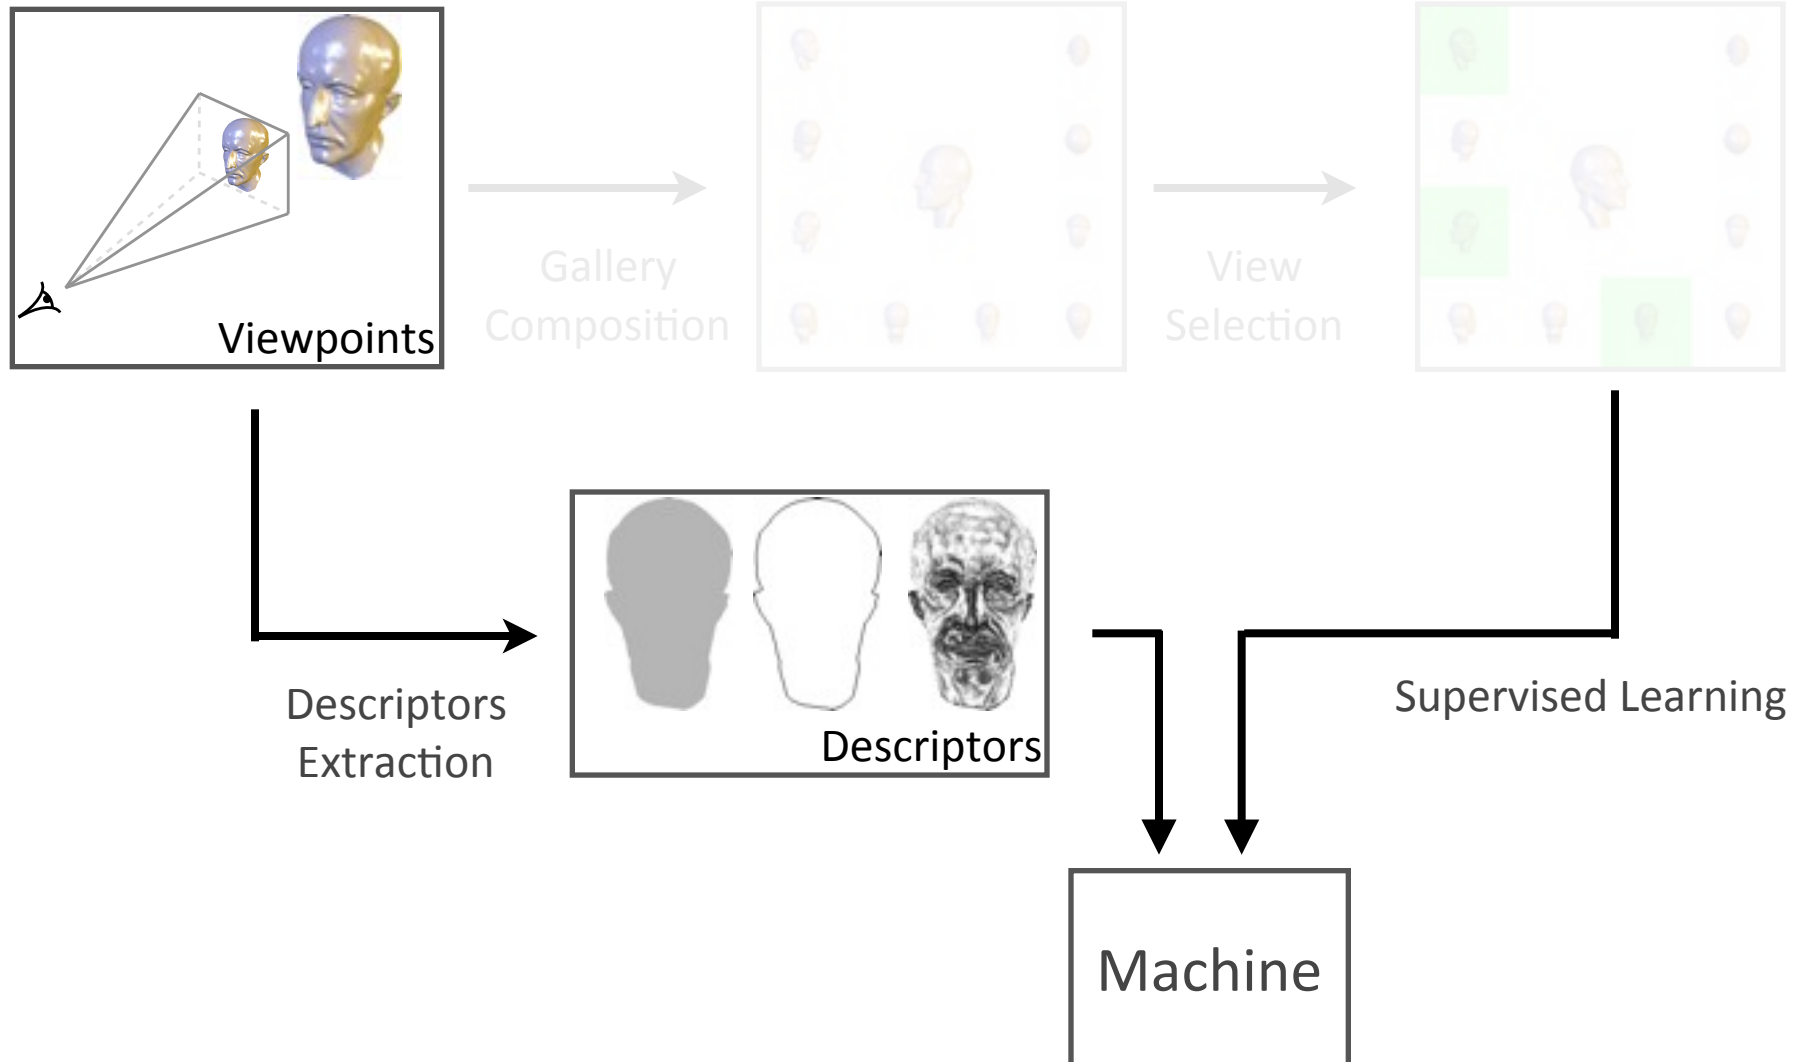 Viewpoints
Gallery
Composition
View
Selection
Descriptors
Extraction
Descriptors
Supervised Learning
Machine